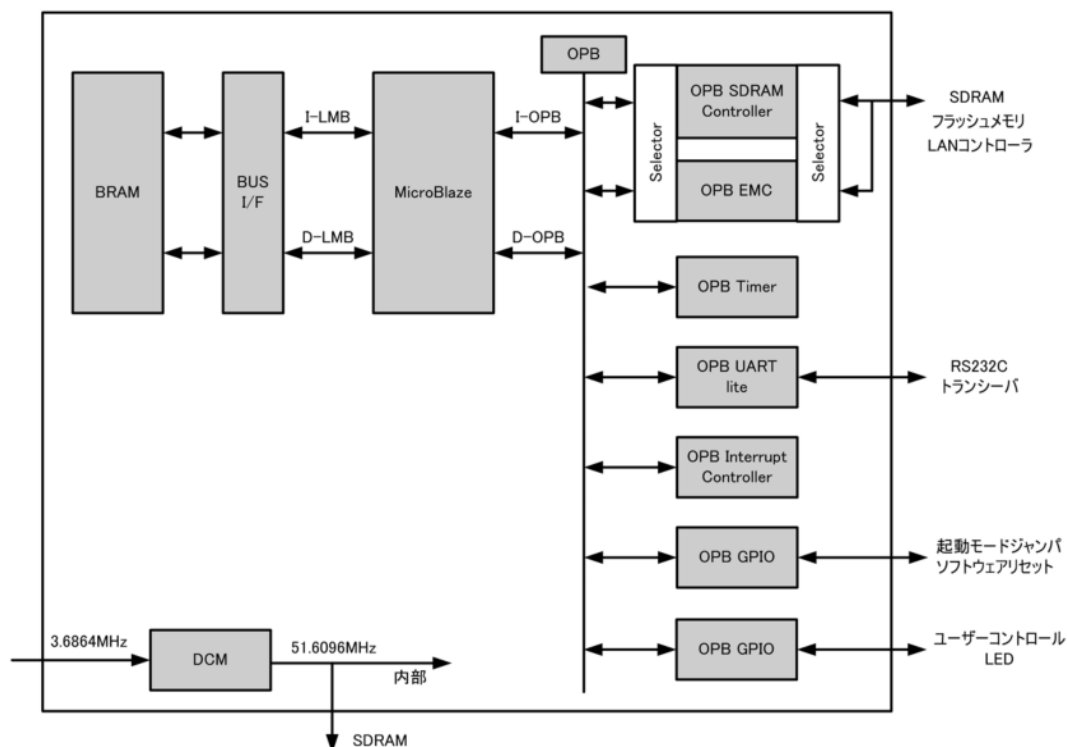 OPB
BRAM
BUS
I/F
I-LMB
D-LMB
MicroBlaze
I-OPB
D-OPB
Selector
OPB SDRAM
Controller
OPB EMC
Selector
SDRAM
フラッシュメモリ
LANコントローラ
OPB Timer
OPB UART
lite
RS232C
トランシーバ
OPB Interrupt
Controller
OPB GPIO
起動モードジャンパ
ソフトウェアリセット
OPB GPIO
ユーザーコントロール
LED
3.6864MHz
DCM
51.6096MHz
内部
SDRAM